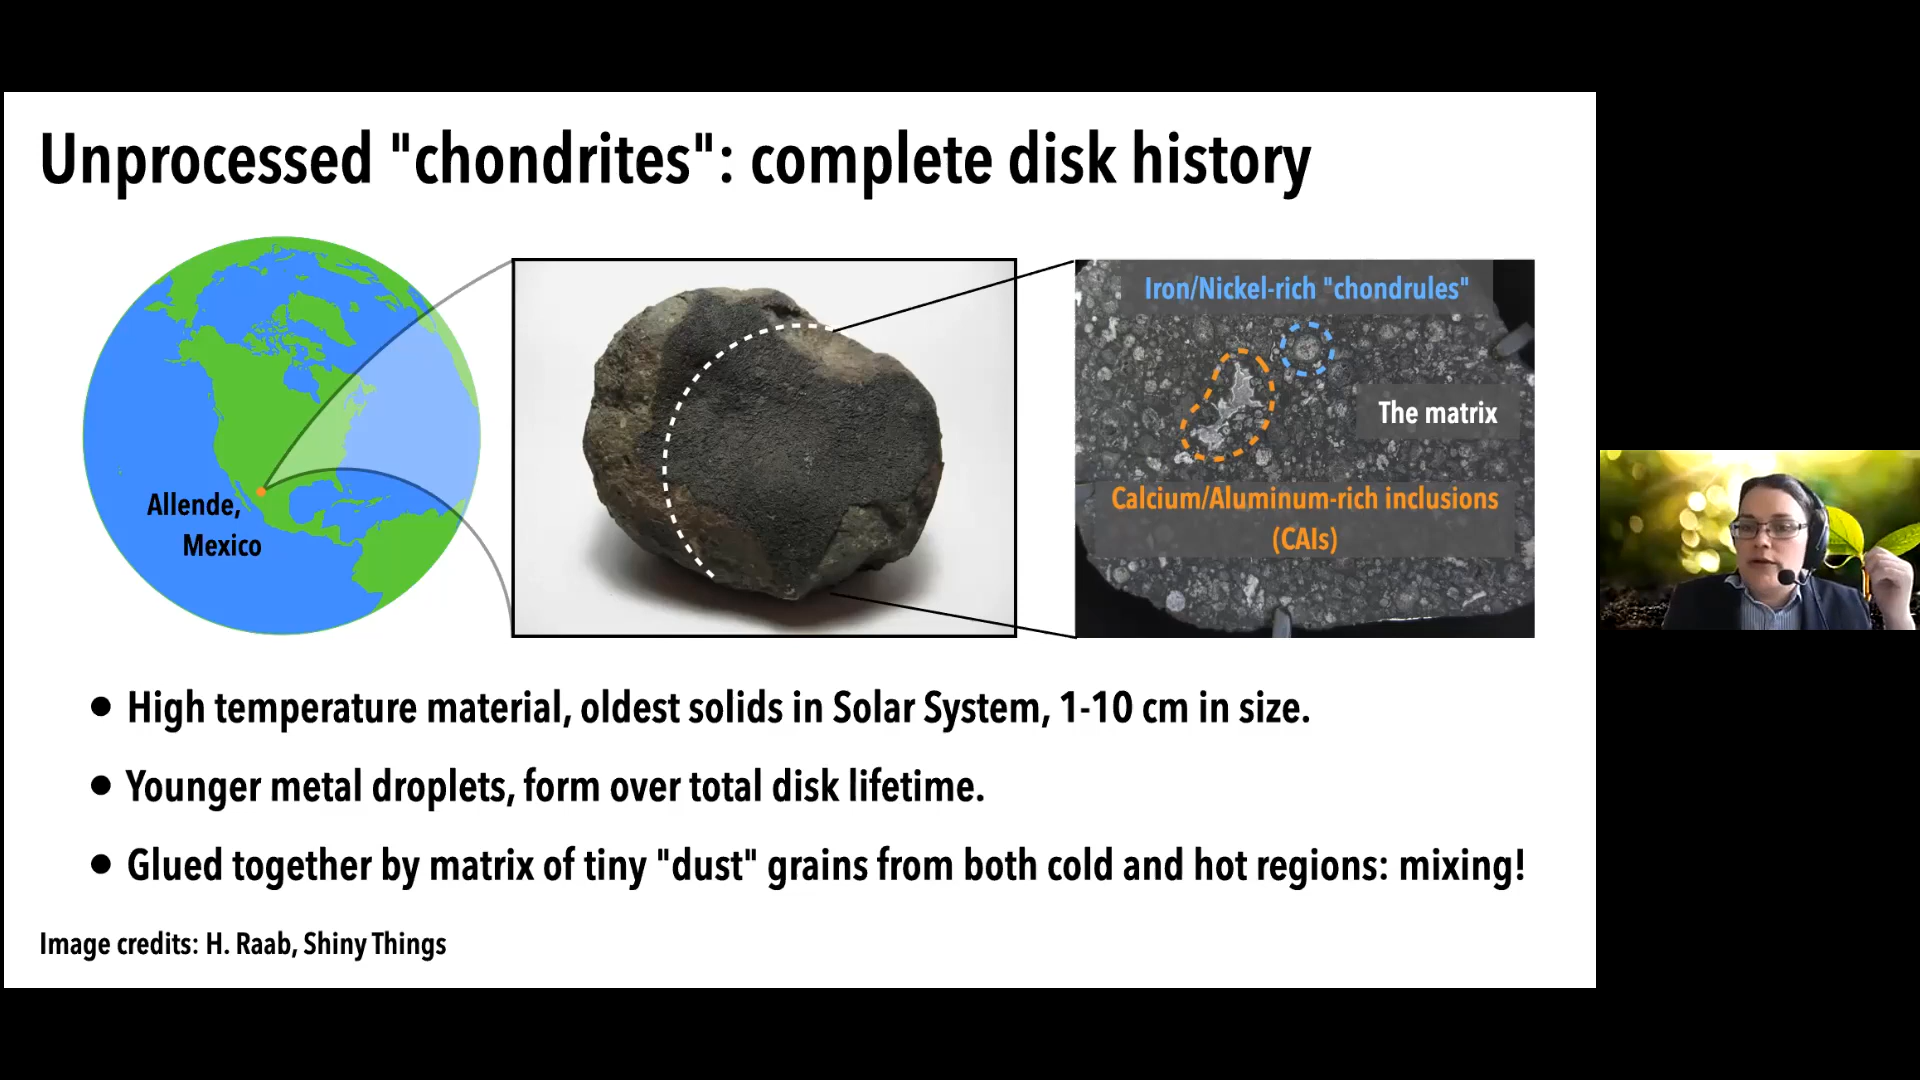 Unprocessed "chondrites": complete disk history
Allende,
Mexico
Iron/Nickel-rich "chondrules"
The matrix
Calcium/Aluminum-rich inclusions
(CAIs)
● High temperature material, oldest solids in Solar System, 1-10 cm in size.
● Younger metal droplets, form over total disk lifetime.
● Glued together by matrix of tiny "dust" grains from both cold and hot regions: mixing!
Image credits: H. Raab, Shiny Things